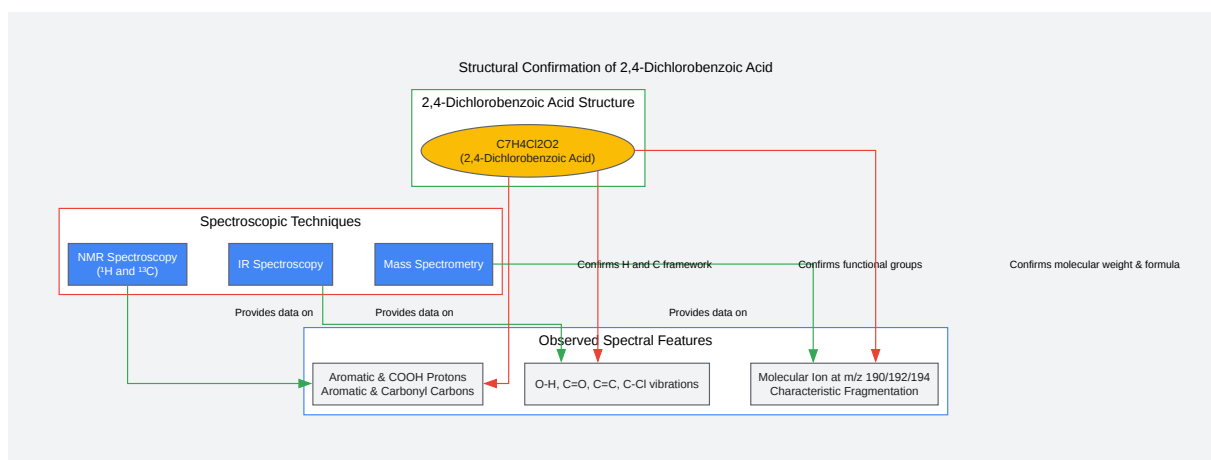 Structural Confirmation of 2,4-Dichlorobenzoic Acid
2,4-Dichlorobenzoic Acid Structure
C7H4Cl2O2
(2,4-Dichlorobenzoic Acid)
Spectroscopic Techniques
NMR Spectroscopy
(¹H and ¹³C)
IR Spectroscopy
Mass Spectrometry
Confirms H and C framework
Confirms functional groups
Confirms molecular weight & formula
Provides data on
Provides data on
Provides data on
Observed Spectral Features
Aromatic & COOH Protons
Aromatic & Carbonyl Carbons
O-H, C=O, C=C, C-Cl vibrations
Molecular Ion at m/z 190/192/194
Characteristic Fragmentation